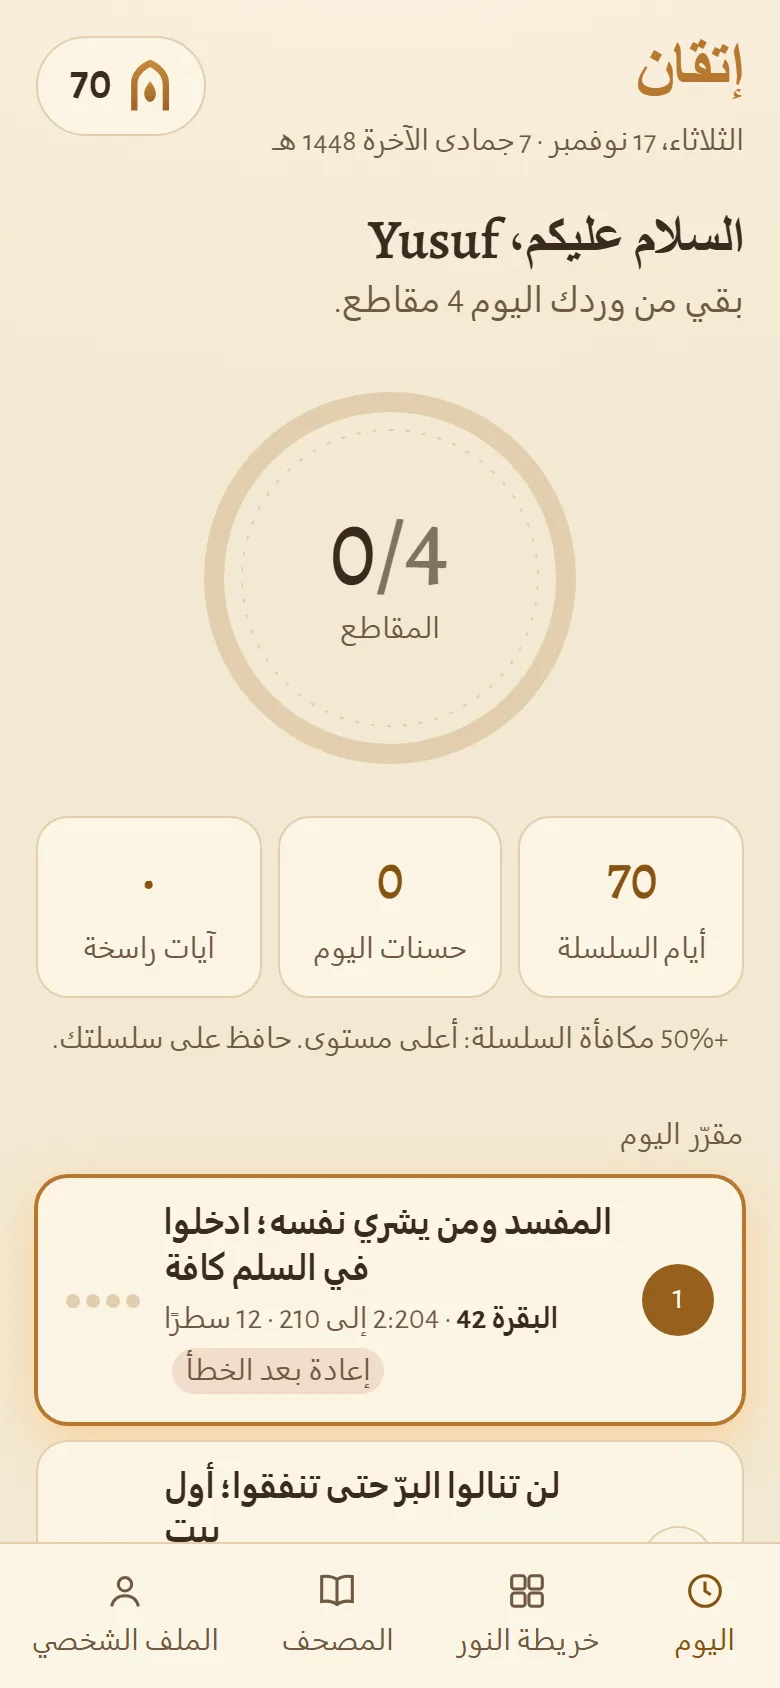 إتقان
70
الثلاثاء، 17 نوفمبر · 7 جمادى الآخرة 1448 هـ
السلام عليكم، Yusuf
بقي من وردك اليوم 4 مقاطع.
0/4
المقاطع
70
أيام السلسلة
0
حسنات اليوم
٠
آيات راسخة
+50% مكافأة السلسلة: أعلى مستوى. حافظ على سلسلتك.
مقرّر اليوم
1
المفسد ومن يشري نفسه؛ ادخلوا
في السلم كافة
البقرة 42 · 2:204 إلى 210 · 12 سطرًا
إعادة بعد الخطأ
لن تنالوا البرّ حتى تنفقوا؛ أول
بيت
اليوم
خريطة النور
المصحف
الملف الشخصي